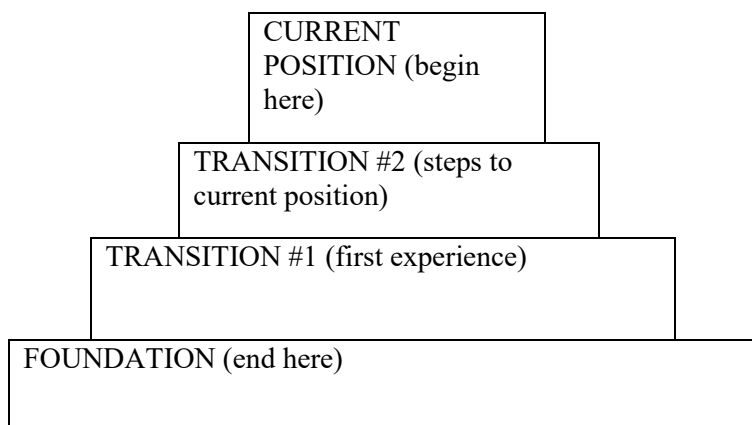 CURRENT
POSITION (begin
here)
TRANSITION #2 (steps to
current position)
TRANSITION #1 (first experience)
FOUNDATION (end here)